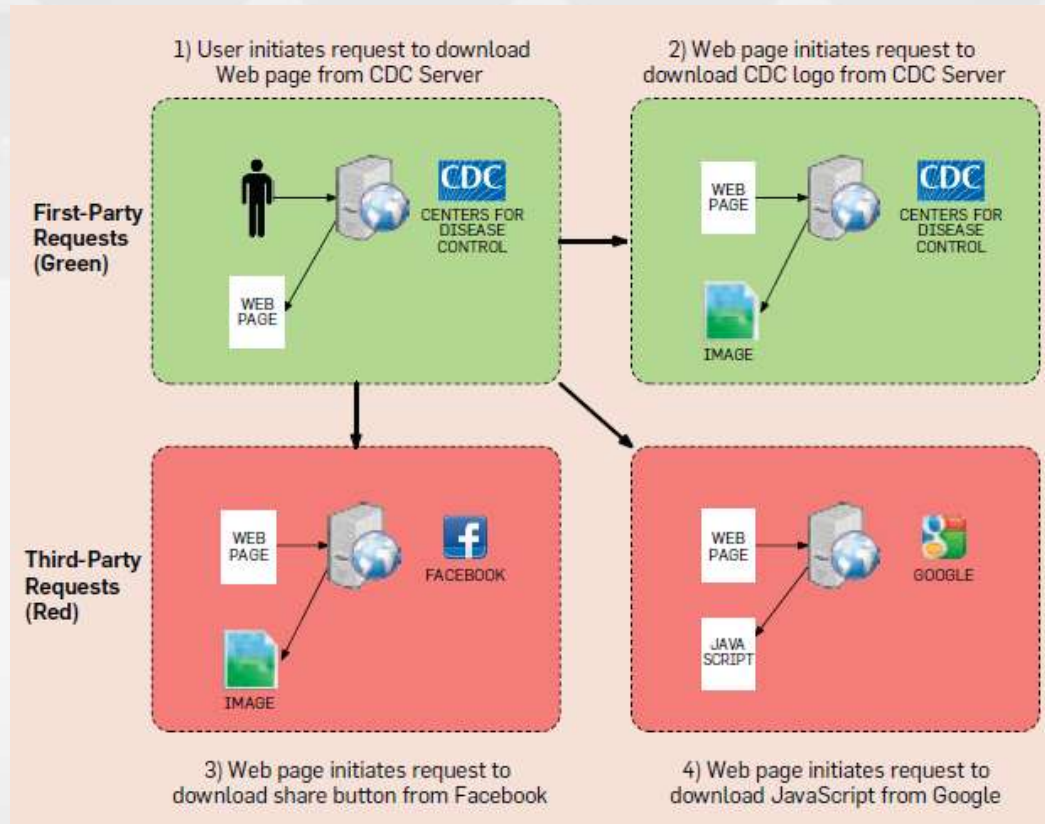 1) User initiates request to download
Web page from CDC Server
2) Web page initiates request to
download CDC logo from CDC Server
First-Party
Requests
(Green)
CDC
CENTERS FOR
DISEASE
CONTROL
WEB
PAGE
WEB
PAGE
CDC
CENTERS FOR
DISEASE
CONTROL
IMAGE
Third-Party
Requests
(Red)
WEB
PAGE
f
FACEBOOK
IMAGE
WEB
PAGE
g
GOOGLE
JAVA
SCRIPT
3) Web page initiates request to
download share button from Facebook
4) Web page initiates request to
download JavaScript from Google